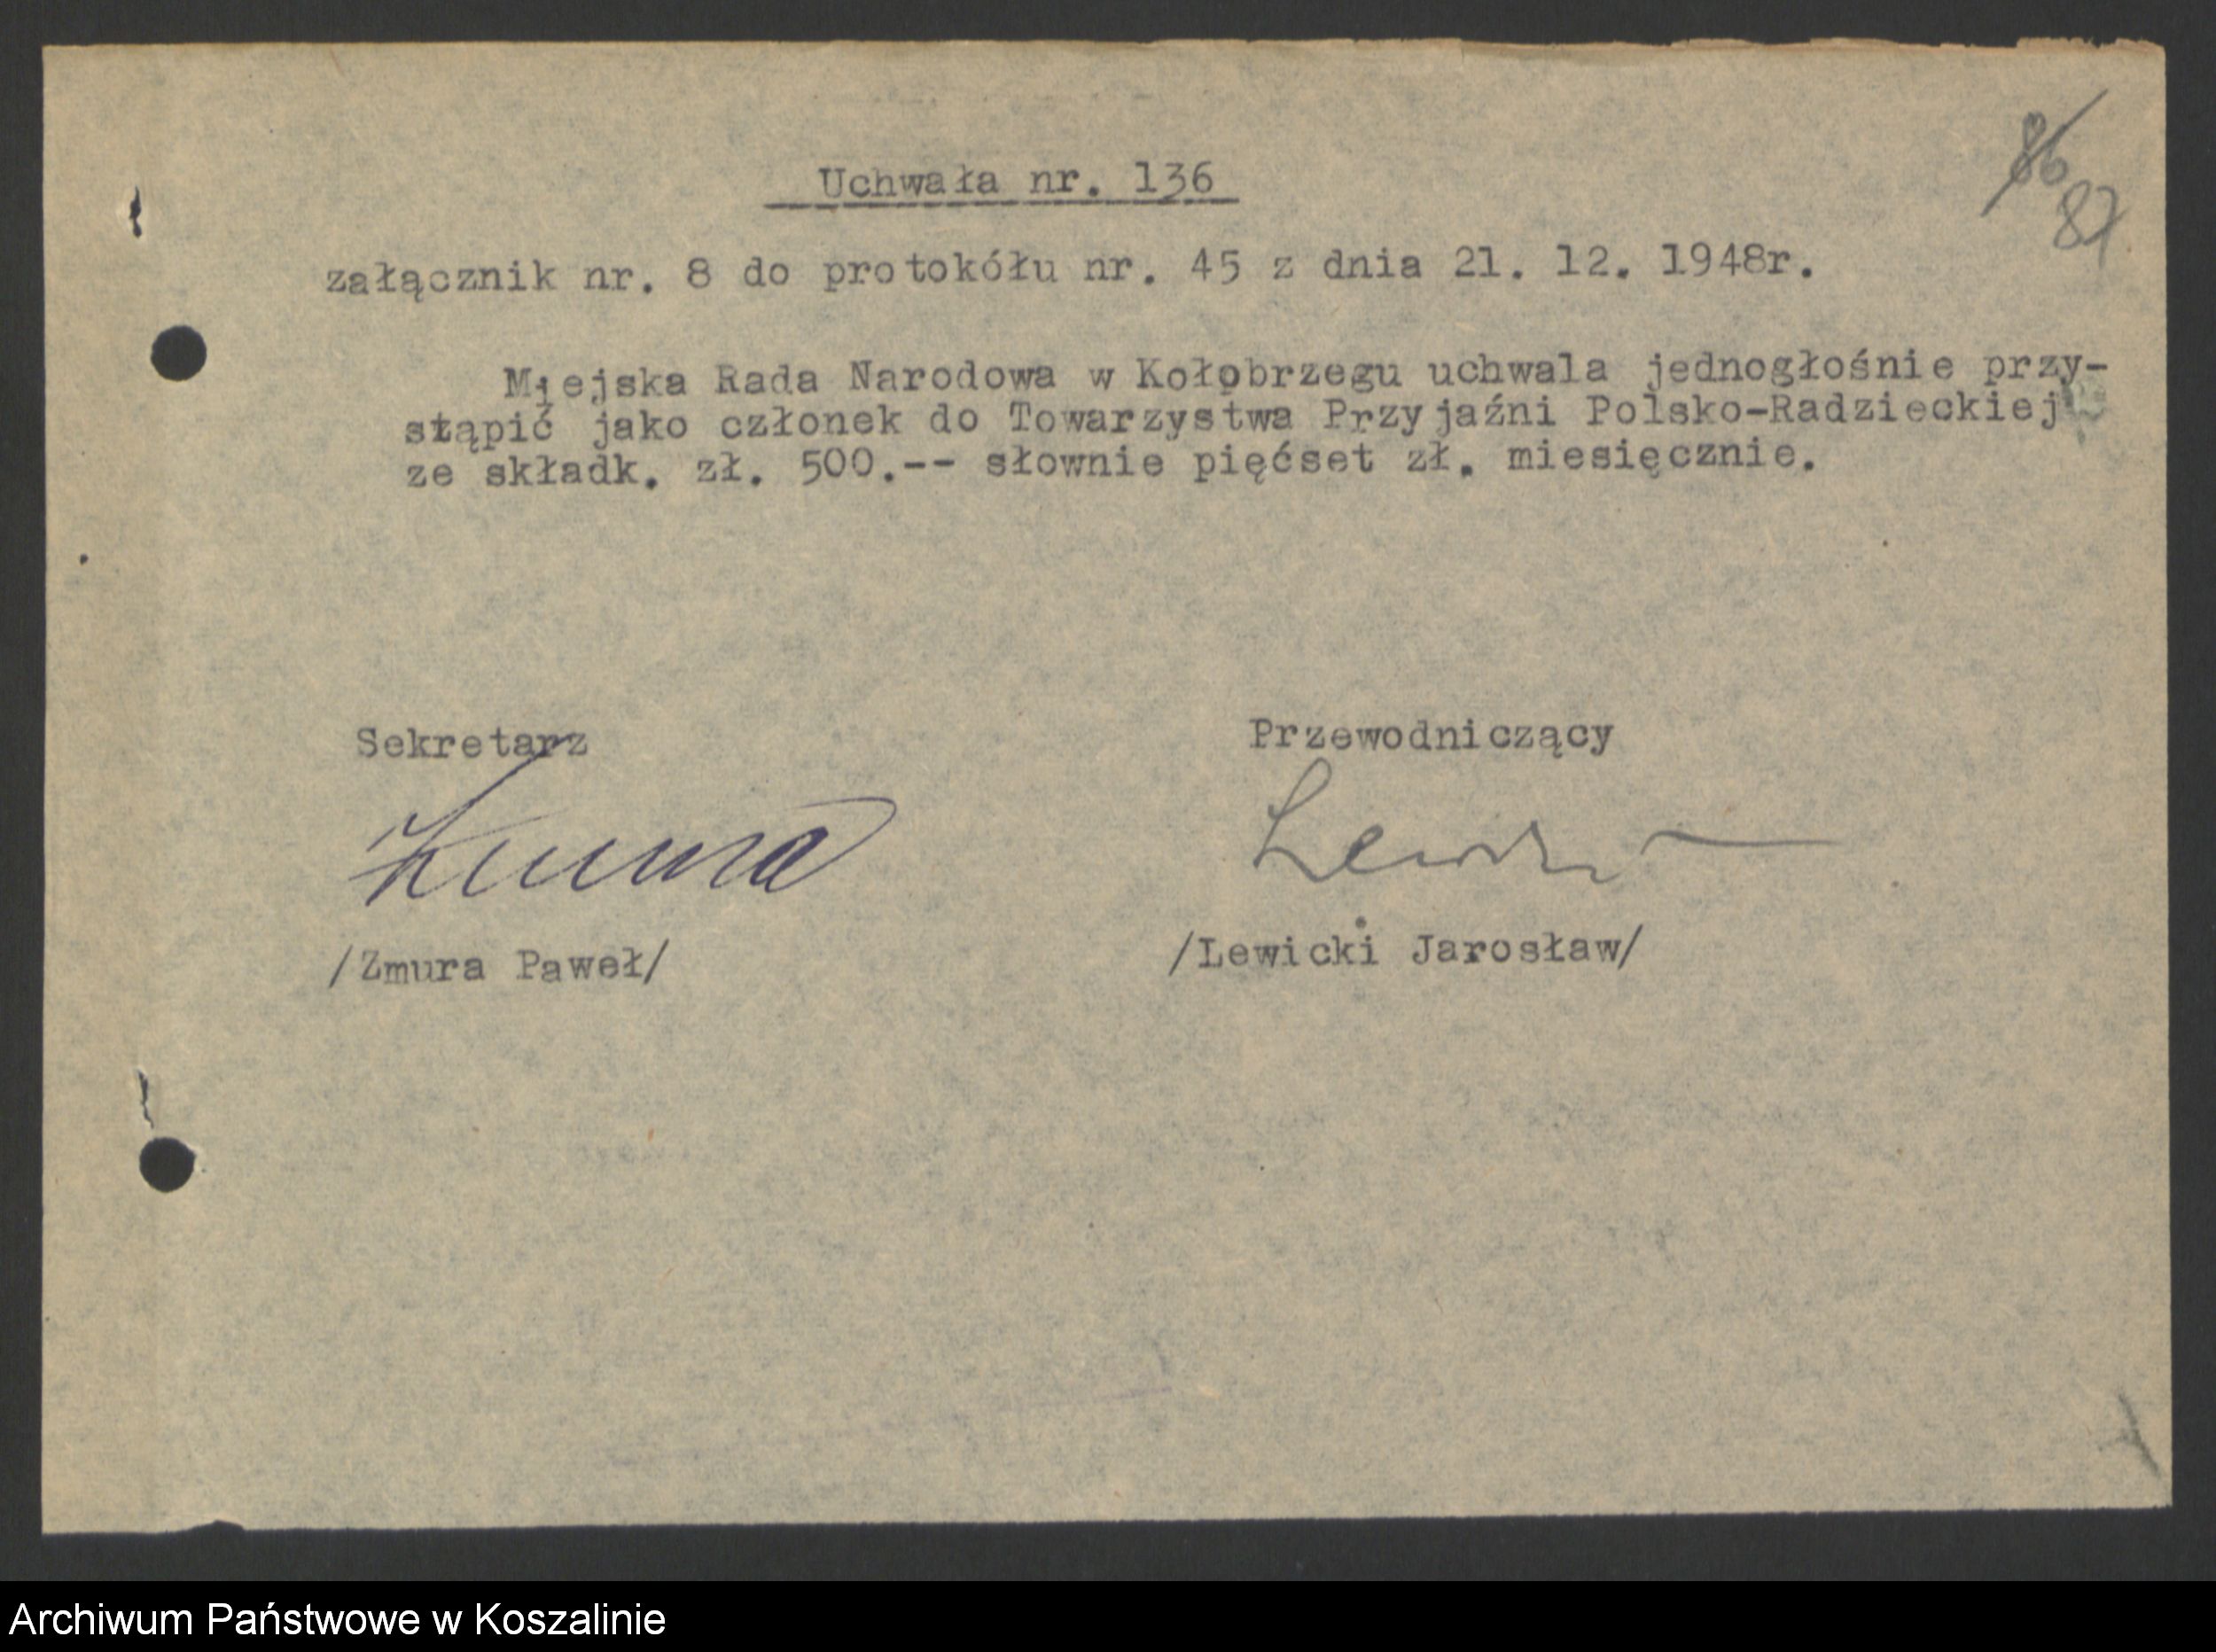 86
87
Uchwała nr. 136
załącznik nr. 8 do protokółu nr. 45 z dnia 21. 12. 1948r.
Miejska Rada Narodowa w Kołobrzegu uchwala jednogłośnie przy-
stąpić jako członek do Towarzystwa Przyjaźni Polsko-Radzieckiej
ze składk. zł. 500.-- słownie pięćset zł. miesięcznie.
Sekretarz
Przewodniczący
/Zmura Paweł/
/Lewicki Jarosław/
Archiwum Państwowe w Koszalinie